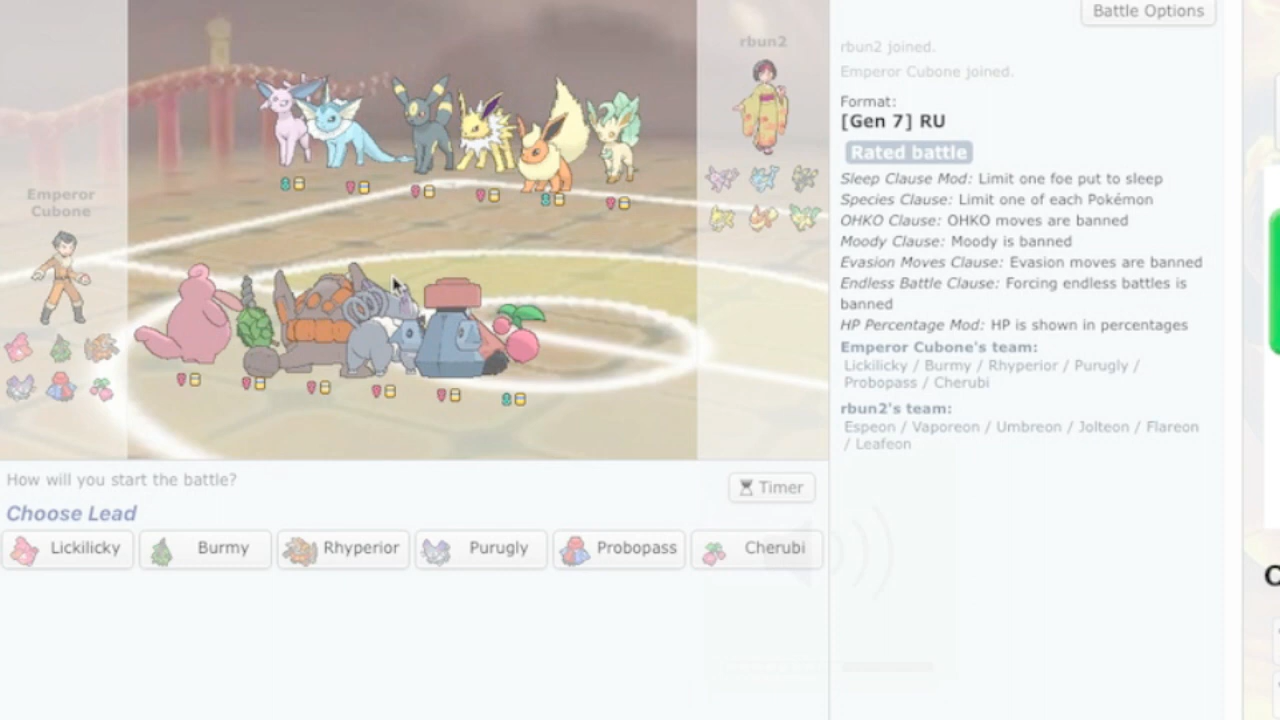 Battle Options
rbun2
rbun2 joined.
Emperor Cubone joined.
Format:
[Gen 7] RU
Rated battle
Sleep Clause Mod: Limit one foe put to sleep
Species Clause: Limit one of each Pokémon
OHKO Clause: OHKO moves are banned
Moody Clause: Moody is banned
Evasion Moves Clause: Evasion moves are banned
Endless Battle Clause: Forcing endless battles is
banned
HP Percentage Mod: HP is shown in percentages
Emperor Cubone's team:
Lickilicky / Burmy / Rhyperior / Purugly /
Probopass / Cherubi
rbun2's team:
Espeon / Vaporeon / Umbreon / Jolteon / Flareon
/ Leafeon
Emperor
Cubone
How will you start the battle?
Timer
Choose Lead
Lickilicky
Burmy
Rhyperior
Purugly
Probopass
Cherubi